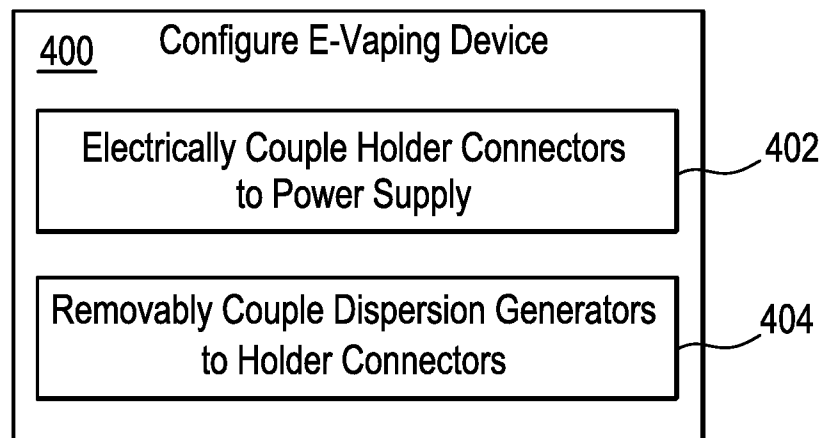 400 Configure E-Vaping Device
Electrically Couple Holder Connectors
to Power Supply
402
Removably Couple Dispersion Generators
to Holder Connectors
404